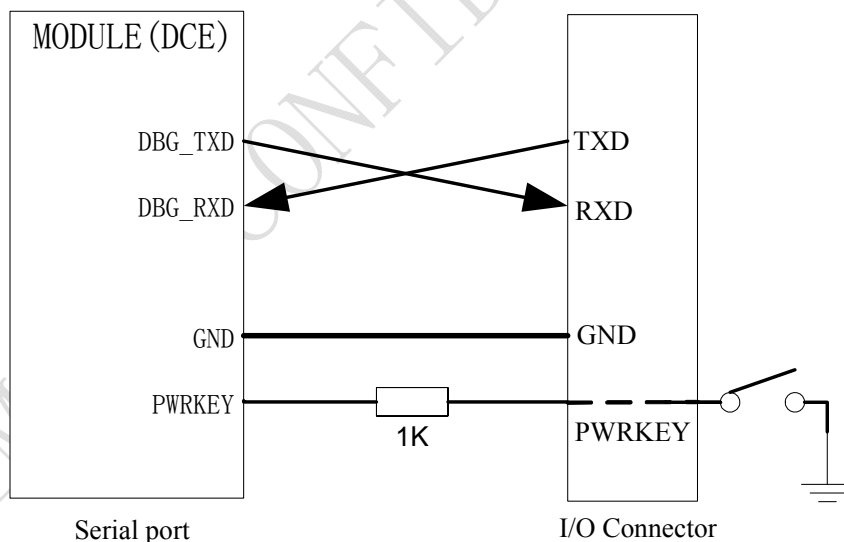 MODULE(DCE)
DBG_TXD
TXD
DBG_RXD
RXD
GND
GND
PWRKEY
1K
PWRKEY
Serial port
I/O Connector